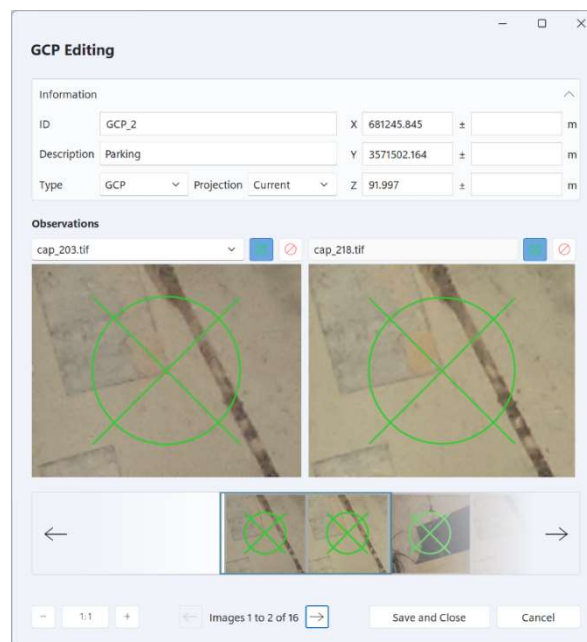 GCP Editing
Information
ID GCP_2 X 681245.845 ± m
Description Parking Y 3571502.164 ± m
Type GCP Projection Current Z 91.997 ± m
Observations
cap_203.tif cap_218.tif
1:1 Images 1 to 2 of 16 Save and Close Cancel